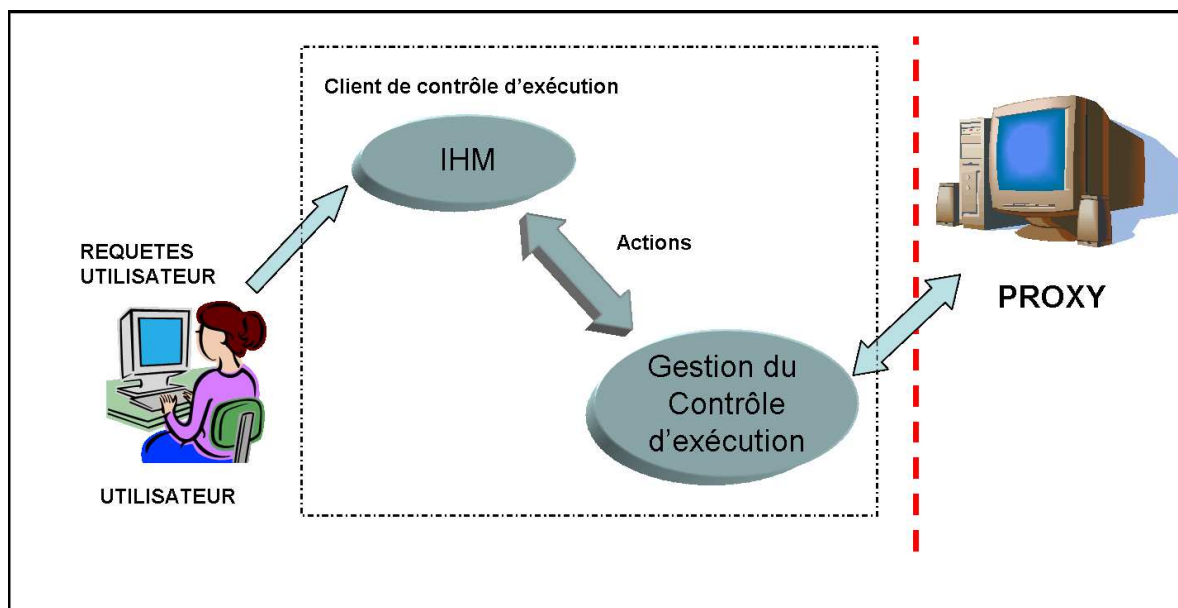 Client de contrôle d'exécution
IHM
REQUETES
UTILISATEUR
Actions
PROXY
Gestion du
Contrôle
d'exécution
UTILISATEUR